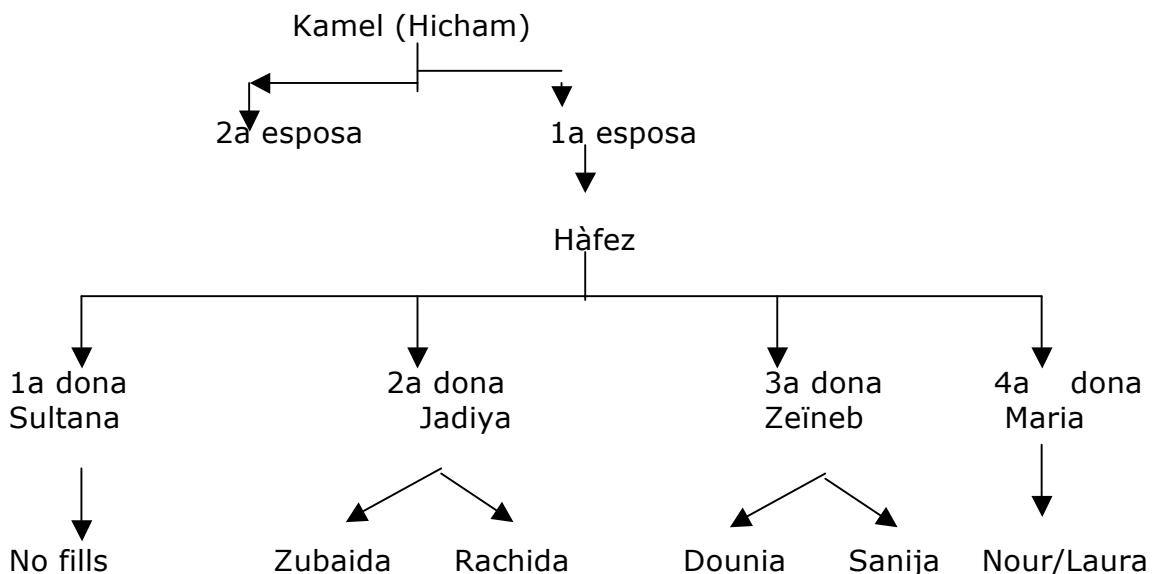 Kamel (Hicham)
2a esposa 1a esposa
Hàfez
1a dona 2a dona 3a dona 4a dona
Sultana Jadiya Zeïneb Maria
No fills Zubaida Rachida Dounia Sanija Nour/Laura